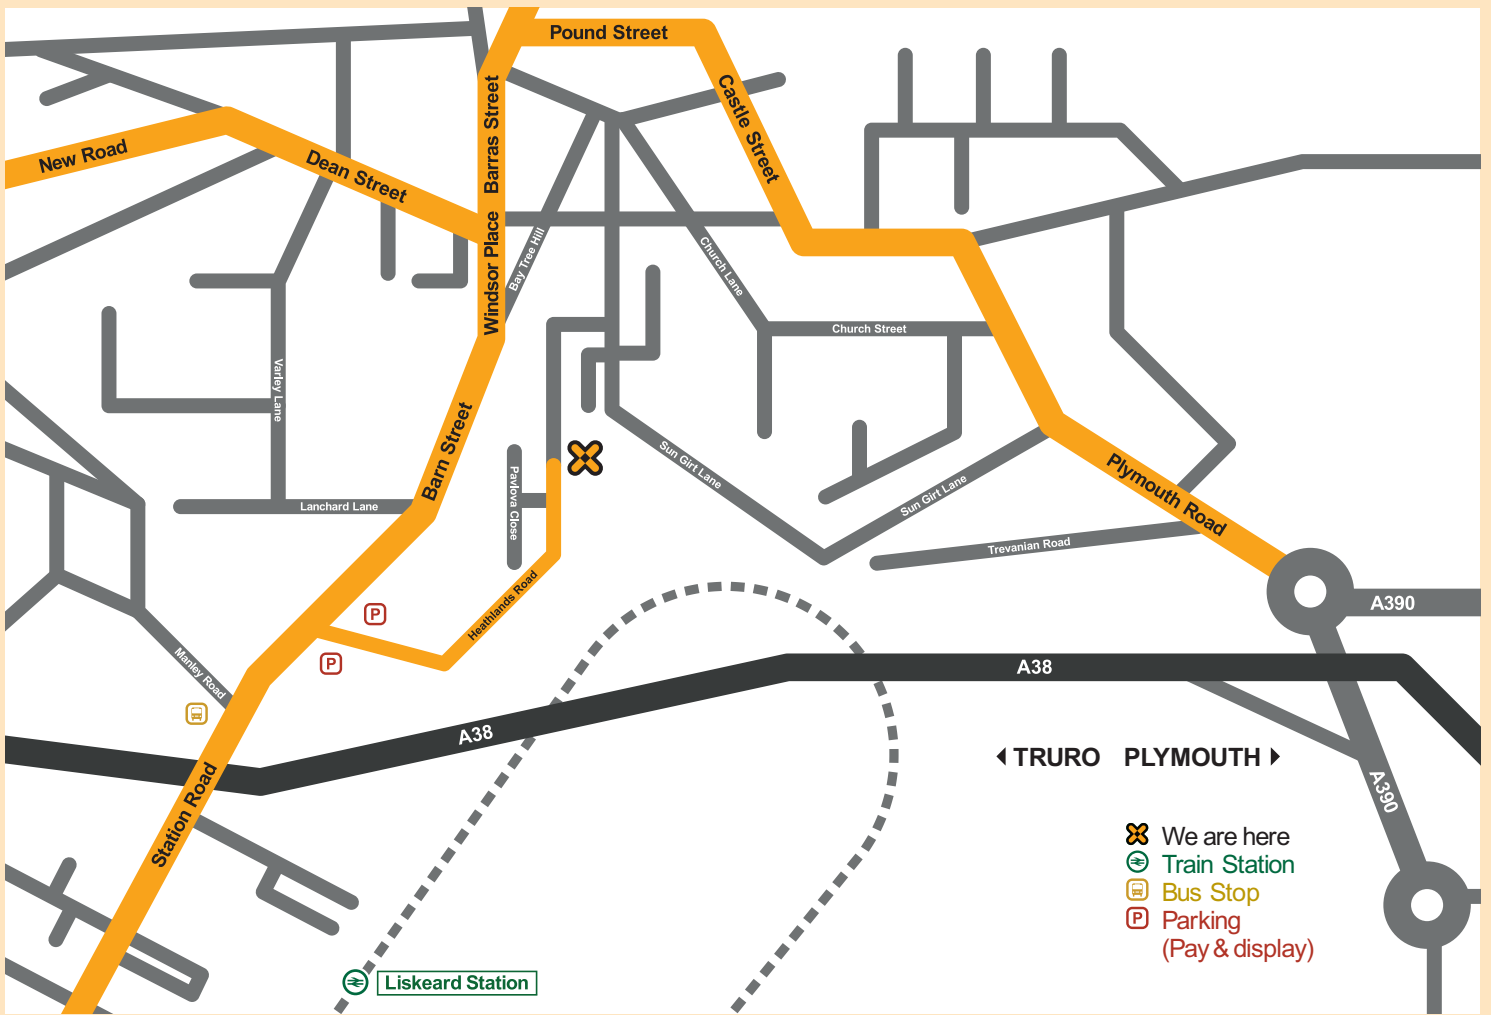 Pound Street
Castle Street
Barras Street
New Road
Dean Street
Windsor Place
Bay Tree Hill
Church Lane
Church Street
Varley Lane
Barn Street
Sun Girt Lane
Sun Girt Lane
Plymouth Road
Pavlova Close
Lanchard Lane
Trevanian Road
Heathlands Road
A390
P
P
Manley Road
A38
A38
TRURO PLYMOUTH
A390
Station Road
We are here
Train Station
Bus Stop
P Parking
(Pay & display)
Liskeard Station